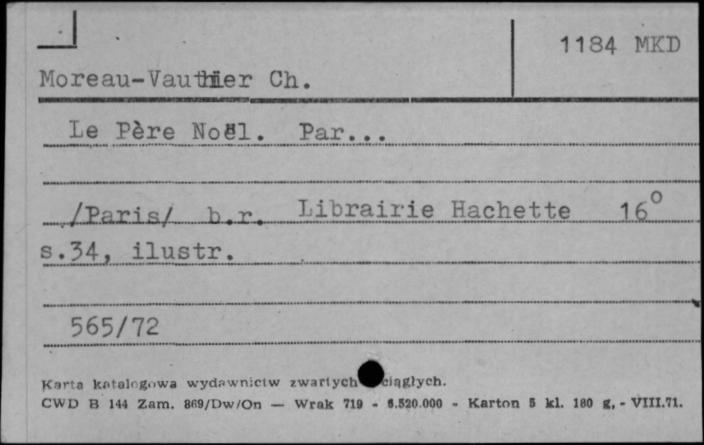 1184 MKD
Moreau-Vauthier Ch.
Le Père Noël. Par...
/Paris/ b.r. Librairie Hachette 16°
s.34, ilustr.
565/72
Karta katalogowa wydawnictw zwartych ciągłych.
CWD B 144 Zam. 869/Dw/On — Wrak 719 - 6.520.000 - Karton 5 kl. 180 g, - VIII.71.